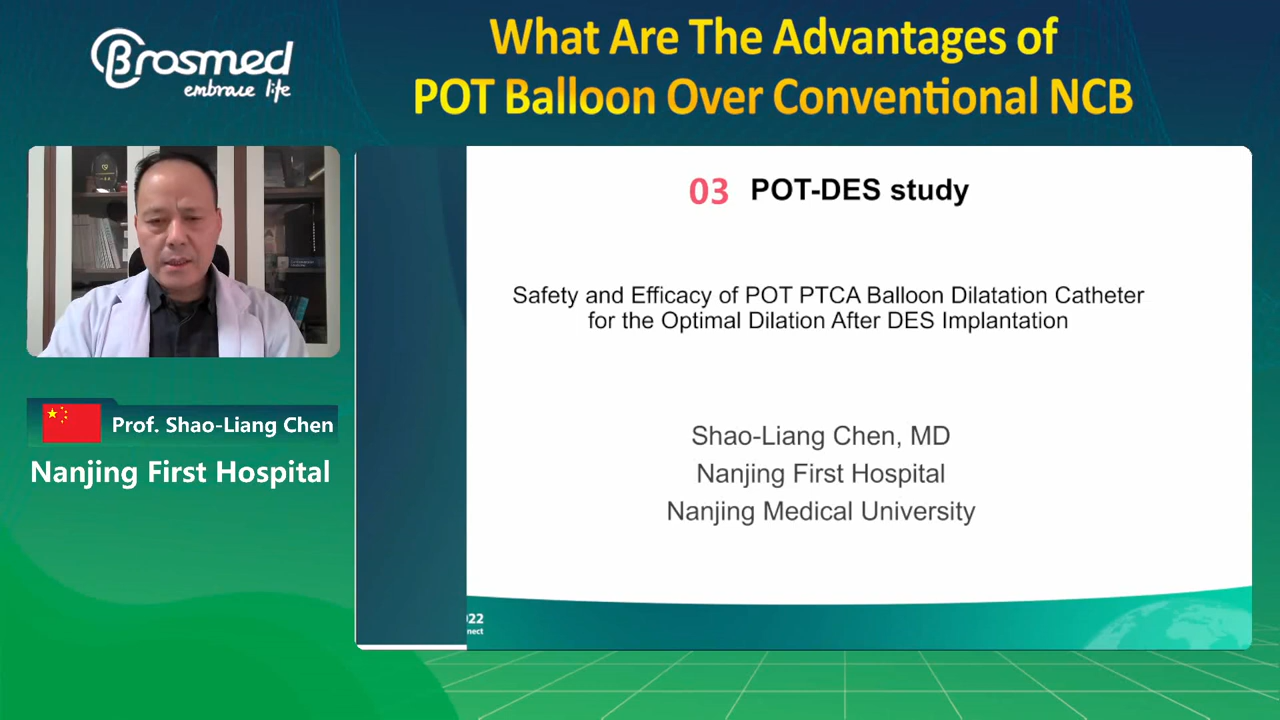 Brosmed
embrace life
What Are The Advantages of
POT Balloon Over Conventional NCB
03 POT-DES study
Safety and Efficacy of POT PTCA Balloon Dilatation Catheter
for the Optimal Dilation After DES Implantation
Shao-Liang Chen, MD
Nanjing First Hospital
Nanjing Medical University
Prof. Shao-Liang Chen
Nanjing First Hospital
22
nect